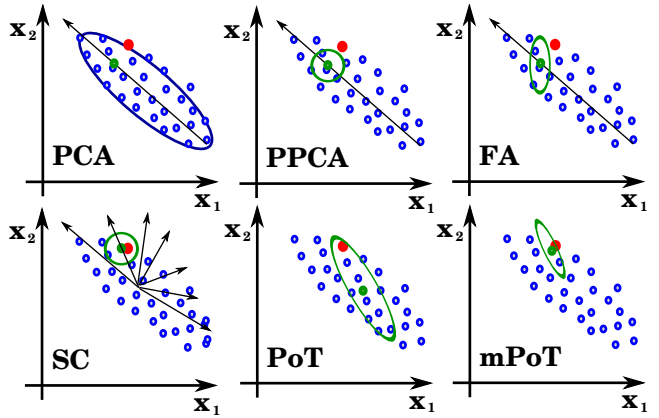 x2 x2 x2
PCA PPCA FA
x1 x1 x1
x2 x2 x2
SC PoT mPoT
x1 x1 x1